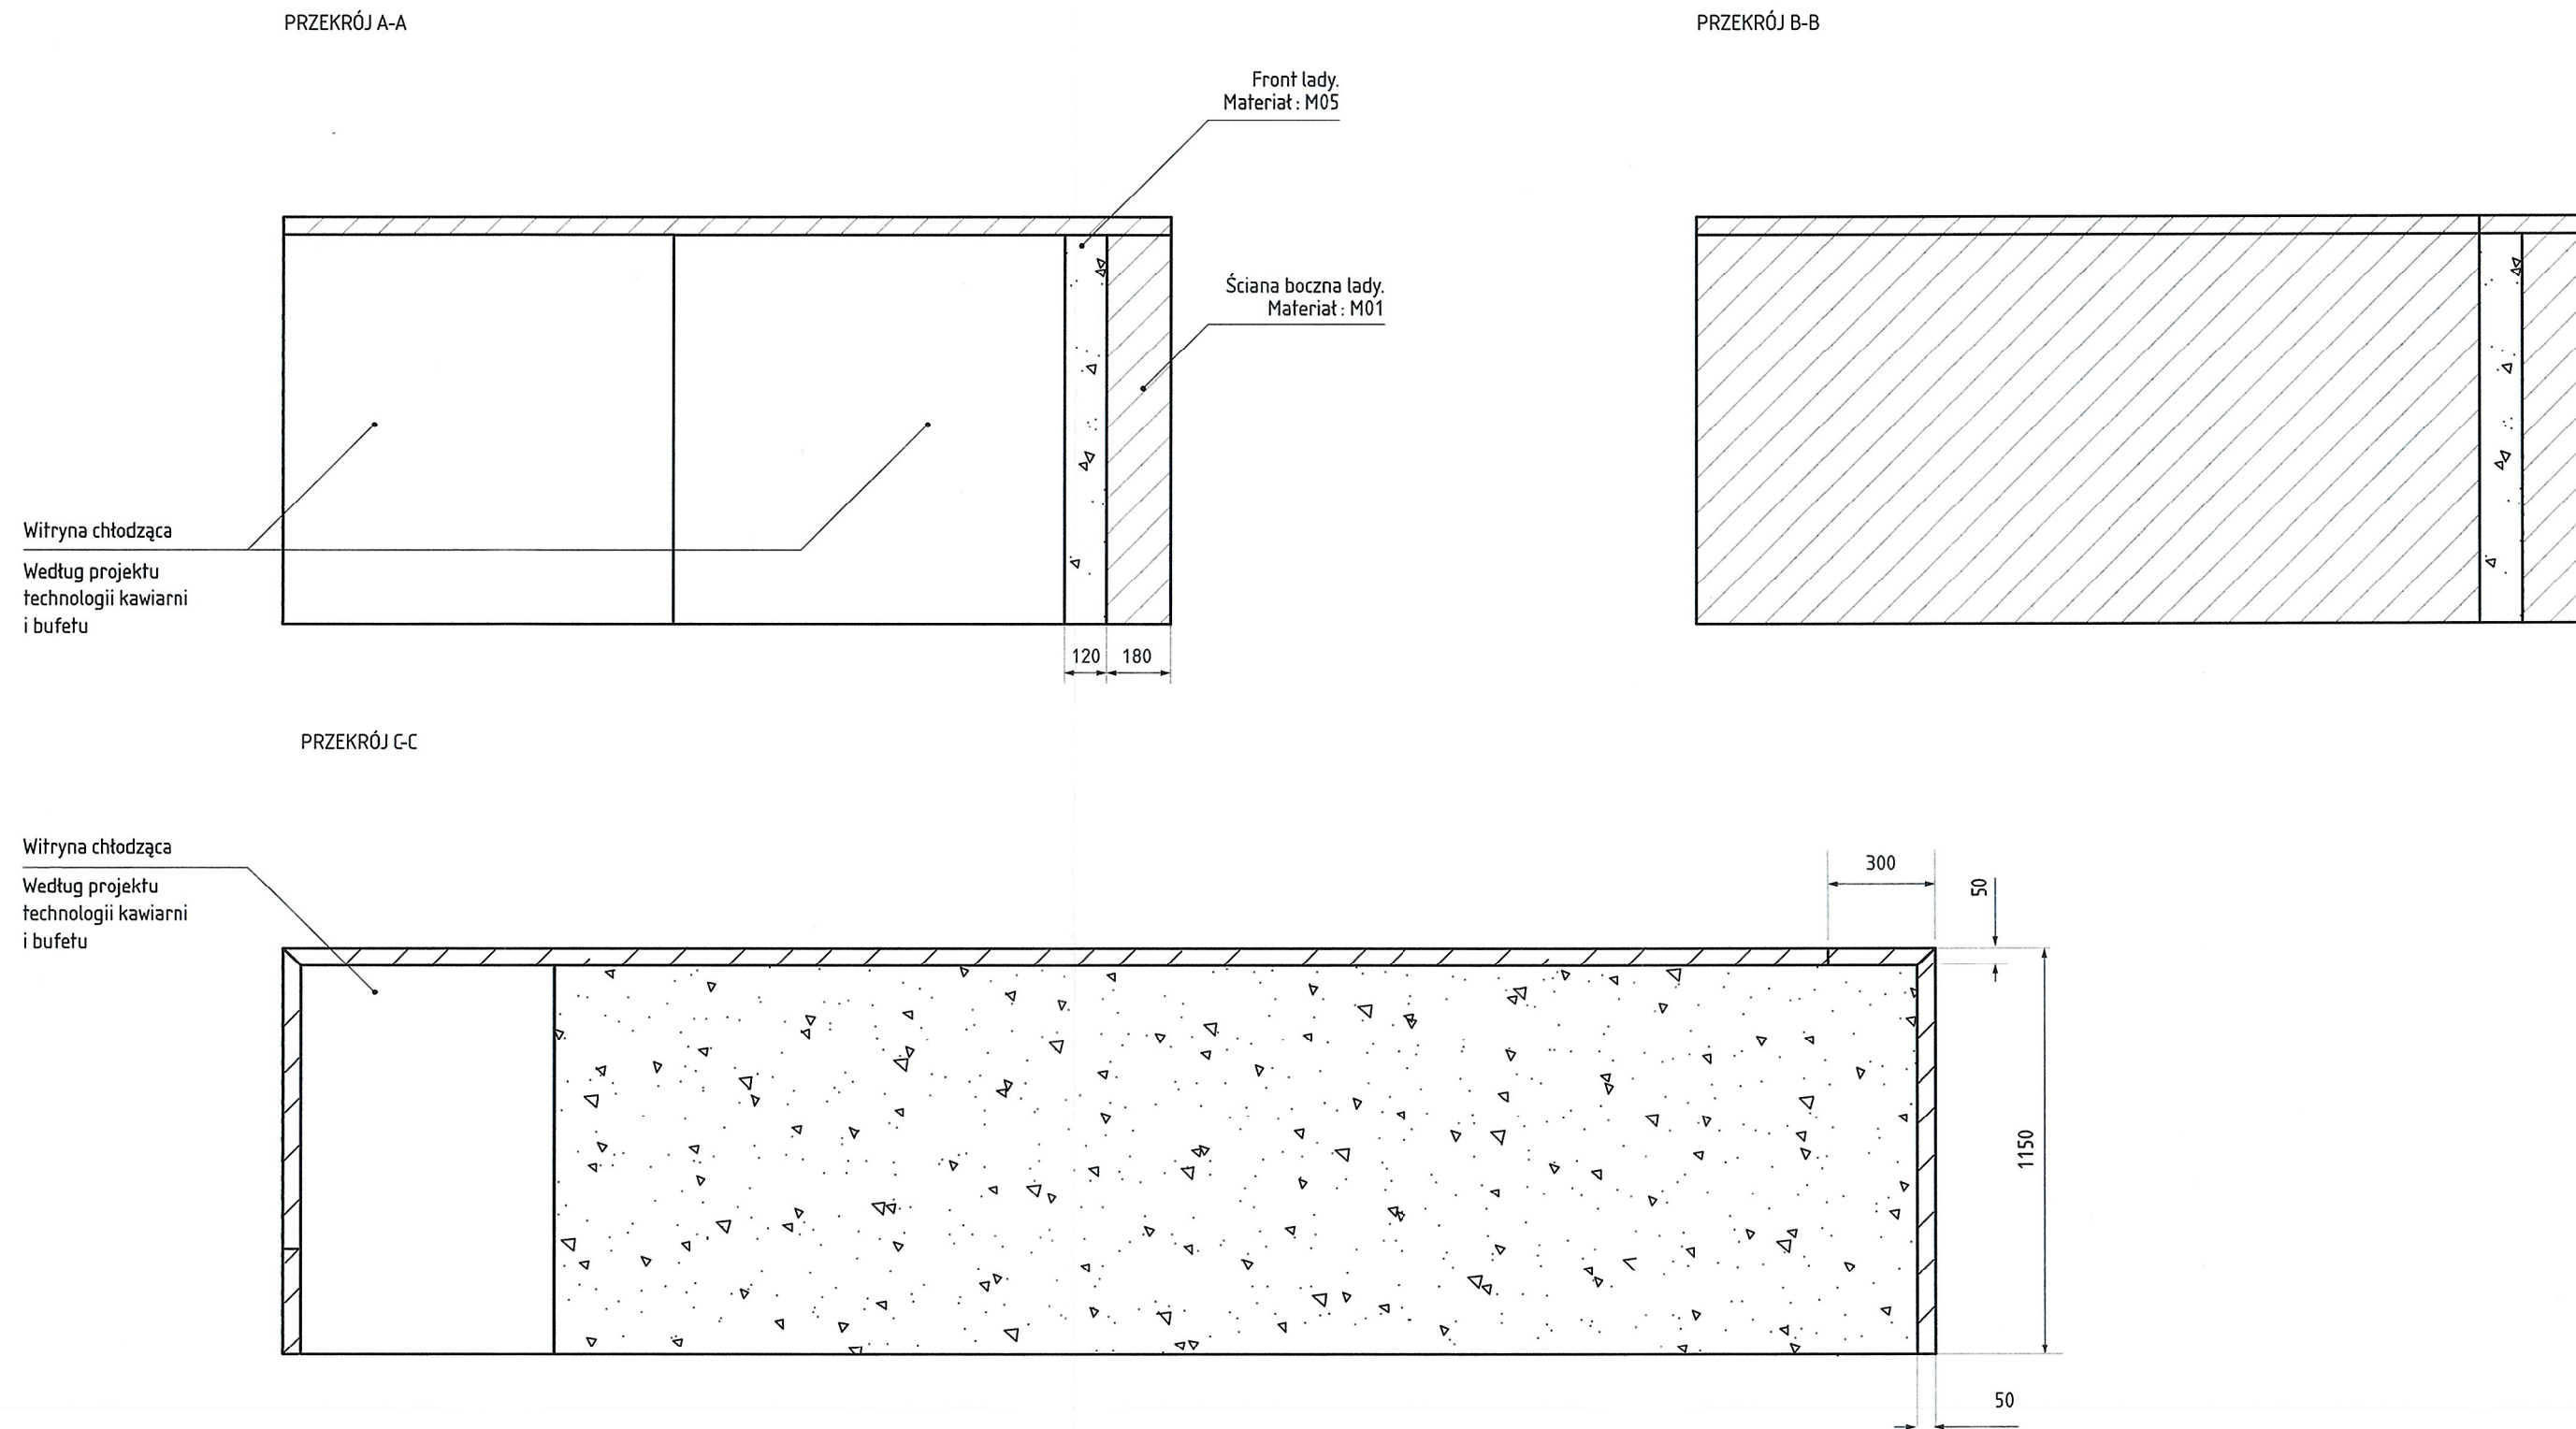 PRZEKRÓJ A-A
PRZEKRÓJ B-B
Front lady.
Materiał : M05
Ściana boczna lady.
Materiał : M01
Witryna chłodząca
Według projektu
technologii kawiarni
i bufetu
120
180
PRZEKRÓJ C-C
Witryna chłodząca
Według projektu
technologii kawiarni
i bufetu
300
50
1150
50